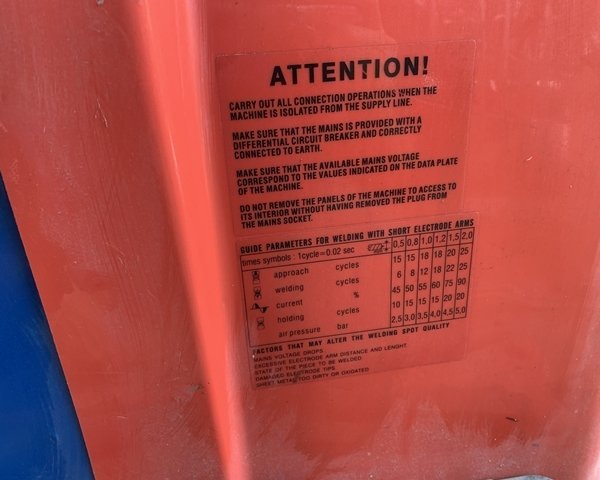 ATTENTION!
CARRY OUT ALL CONNECTION OPERATIONS WHEN THE
MACHINE IS ISOLATED FROM THE SUPPLY LINE.
MAKE SURE THAT THE MAINS IS PROVIDED WITH A
DIFFERENTIAL CIRCUIT BREAKER AND CORRECTLY
CONNECTED TO EARTH.
MAKE SURE THAT THE AVAILABLE MAINS VOLTAGE
CORRESPOND TO THE VALUES INDICATED ON THE DATA PLATE
OF THE MACHINE.
DO NOT REMOVE THE PANELS OF THE MACHINE TO ACCESS TO
ITS INTERIOR WITHOUT HAVING REMOVED THE PLUG FROM
THE MAINS SOCKET.
GUIDE PARAMETERS FOR WELDING WITH SHORT ELECTRODE ARMS
times symbols : 1cycle=0.02 sec 0,5 0,8 1,0 1,2 1,5 2,0
approach cycles 15 15 18 18 20 25
welding cycles 6 8 12 18 22 25
current % 45 50 55 60 75 90
holding cycles 10 15 15 15 20 20
air pressure bar 2,5 3,0 3,5 4,0 4,5 5,0
FACTORS THAT MAY ALTER THE WELDING SPOT QUALITY
MAINS VOLTAGE DROPS
EXCESSIVE ELECTRODE ARM DISTANCE AND LENGHT
STATE OF THE PIECE TO BE WELDED
DAMAGED ELECTRODE TIPS
SHEET METAL TOO DIRTY OR OXIDATED